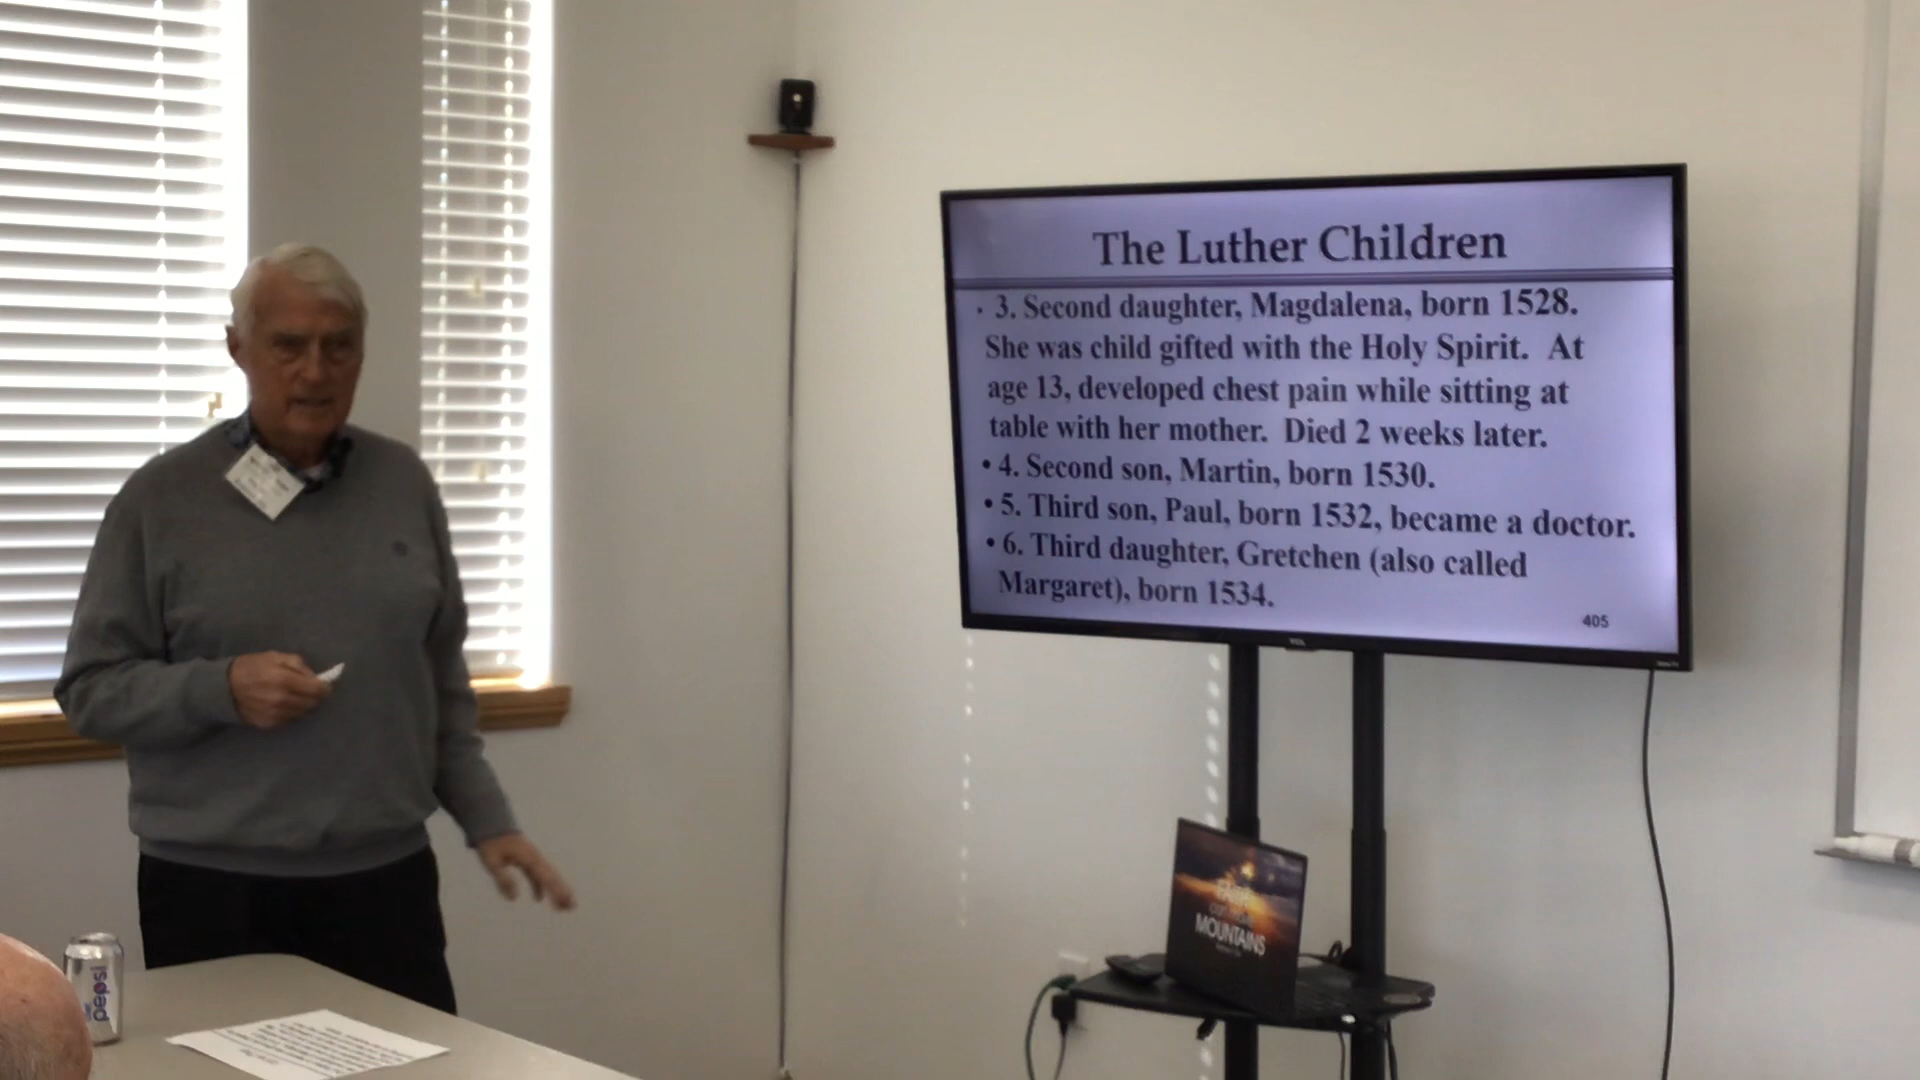 The Luther Children
· 3. Second daughter, Magdalena, born 1528.
She was child gifted with the Holy Spirit. At
age 13, developed chest pain while sitting at
table with her mother. Died 2 weeks later.
• 4. Second son, Martin, born 1530.
• 5. Third son, Paul, born 1532, became a doctor.
• 6. Third daughter, Gretchen (also called
Margaret), born 1534.
405
TCL
MOUNTAINS
pepsi